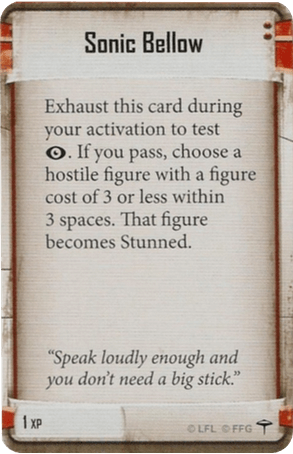 Sonic Bellow
Exhaust this card during
your activation to test
. If you pass, choose a
hostile figure with a figure
cost of 3 or less within
3 spaces. That figure
becomes Stunned.
“Speak loudly enough and
you don’t need a big stick.”
1 XP
© LFL © FFG